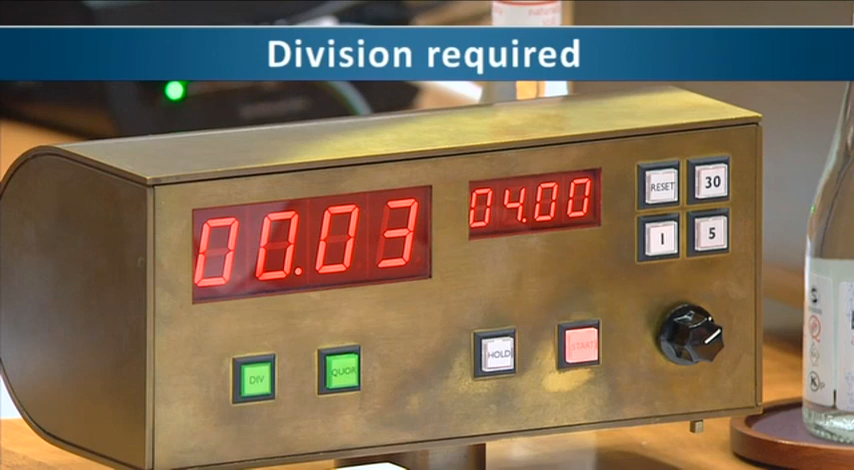 Division required
00.03
04.00
RESET 30
1 5
DIV QUOR HOLD START